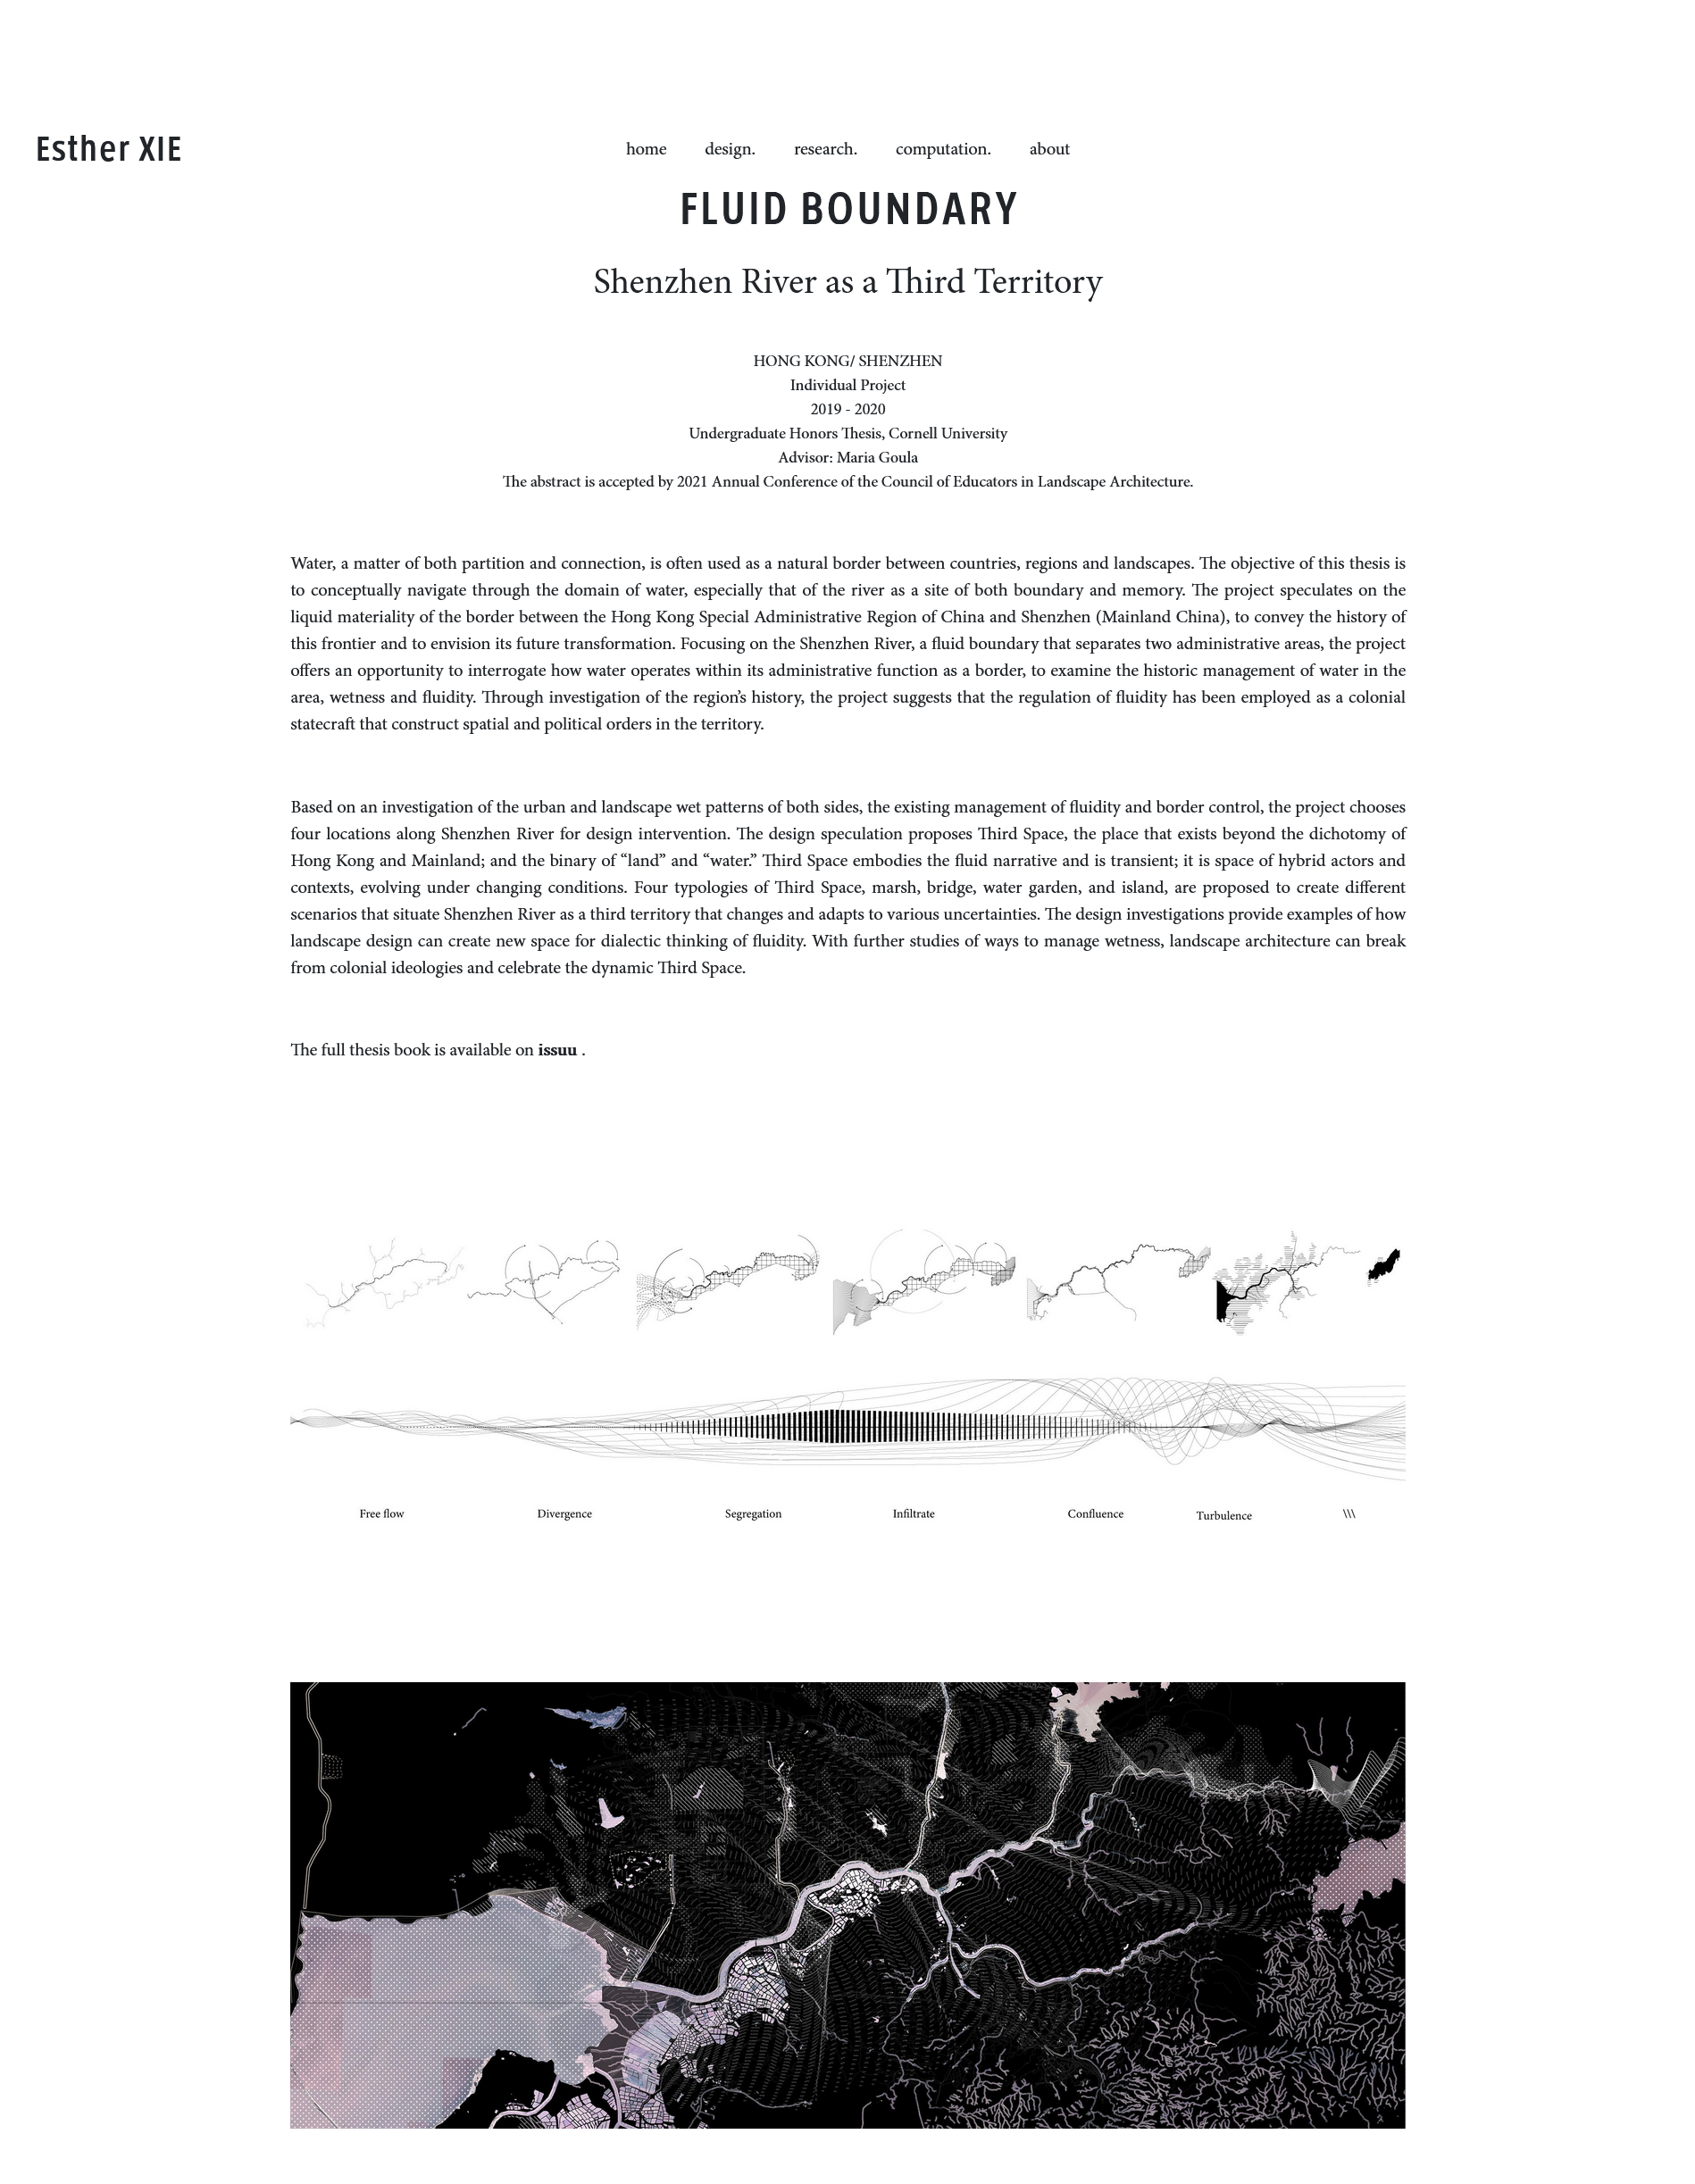 Esther XIE
home design. research. computation. about
FLUID BOUNDARY
Shenzhen River as a Third Territory
HONG KONG/ SHENZHEN
Individual Project
2019 - 2020
Undergraduate Honors Thesis, Cornell University
Advisor: Maria Goula
The abstract is accepted by 2021 Annual Conference of the Council of Educators in Landscape Architecture.
Water, a matter of both partition and connection, is often used as a natural border between countries, regions and landscapes. The objective of this thesis is
to conceptually navigate through the domain of water, especially that of the river as a site of both boundary and memory. The project speculates on the
liquid materiality of the border between the Hong Kong Special Administrative Region of China and Shenzhen (Mainland China), to convey the history of
this frontier and to envision its future transformation. Focusing on the Shenzhen River, a fluid boundary that separates two administrative areas, the project
offers an opportunity to interrogate how water operates within its administrative function as a border, to examine the historic management of water in the
area, wetness and fluidity. Through investigation of the region’s history, the project suggests that the regulation of fluidity has been employed as a colonial
statecraft that construct spatial and political orders in the territory.
Based on an investigation of the urban and landscape wet patterns of both sides, the existing management of fluidity and border control, the project chooses
four locations along Shenzhen River for design intervention. The design speculation proposes Third Space, the place that exists beyond the dichotomy of
Hong Kong and Mainland; and the binary of “land” and “water.” Third Space embodies the fluid narrative and is transient; it is space of hybrid actors and
contexts, evolving under changing conditions. Four typologies of Third Space, marsh, bridge, water garden, and island, are proposed to create different
scenarios that situate Shenzhen River as a third territory that changes and adapts to various uncertainties. The design investigations provide examples of how
landscape design can create new space for dialectic thinking of fluidity. With further studies of ways to manage wetness, landscape architecture can break
from colonial ideologies and celebrate the dynamic Third Space.
The full thesis book is available on issuu .
Free flow Divergence Segregation Infiltrate Confluence Turbulence \\\